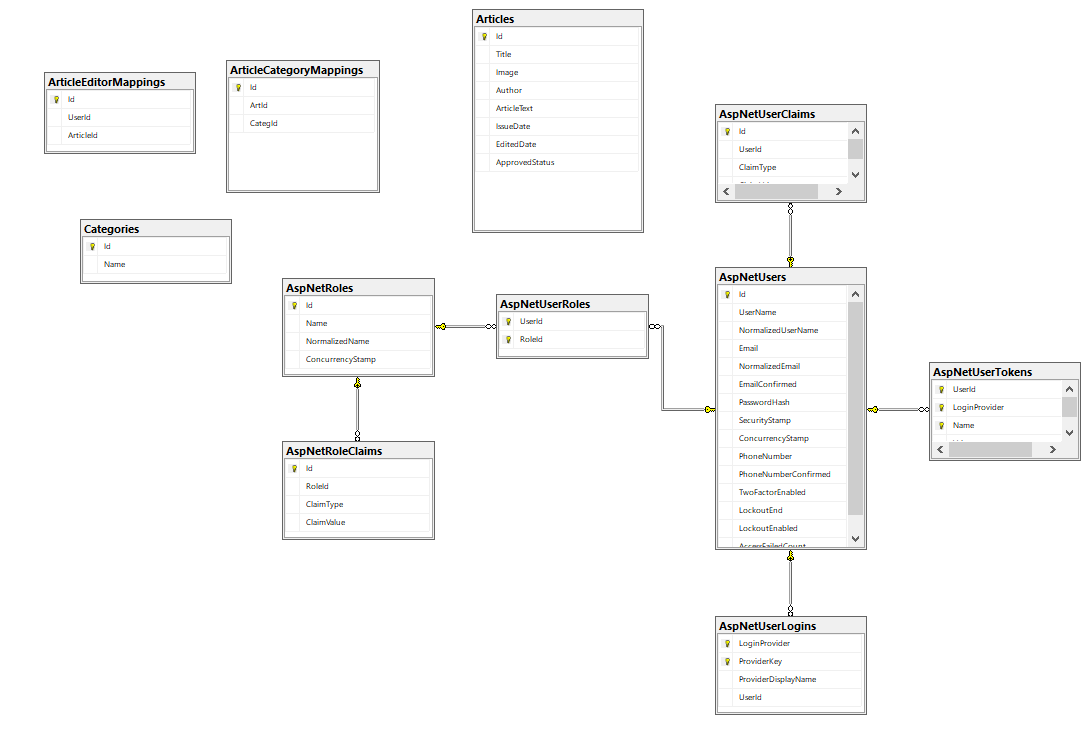 Articles
Id
Title
Image
Author
ArticleText
IssueDate
EditedDate
ApprovedStatus
ArticleEditorMappings
Id
UserId
ArticleId
ArticleCategoryMappings
Id
ArtId
CategId
AspNetUserClaims
Id
UserId
ClaimType
Categories
Id
Name
AspNetRoles
Id
Name
NormalizedName
ConcurrencyStamp
AspNetUserRoles
UserId
RoleId
AspNetUsers
Id
UserName
NormalizedUserName
Email
NormalizedEmail
EmailConfirmed
PasswordHash
SecurityStamp
ConcurrencyStamp
PhoneNumber
PhoneNumberConfirmed
TwoFactorEnabled
LockoutEnd
LockoutEnabled
AccessFailedCount
AspNetUserTokens
UserId
LoginProvider
Name
AspNetRoleClaims
Id
RoleId
ClaimType
ClaimValue
AspNetUserLogins
LoginProvider
ProviderKey
ProviderDisplayName
UserId